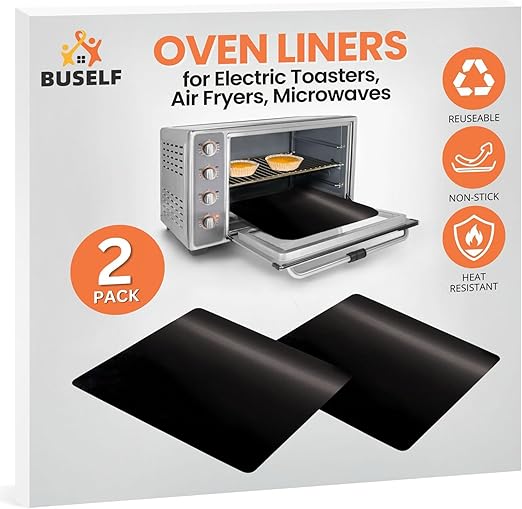 BUSELF
OVEN LINERS
for Electric Toasters,
Air Fryers, Microwaves
REUSEABLE
NON-STICK
HEAT
RESISTANT
2
PACK